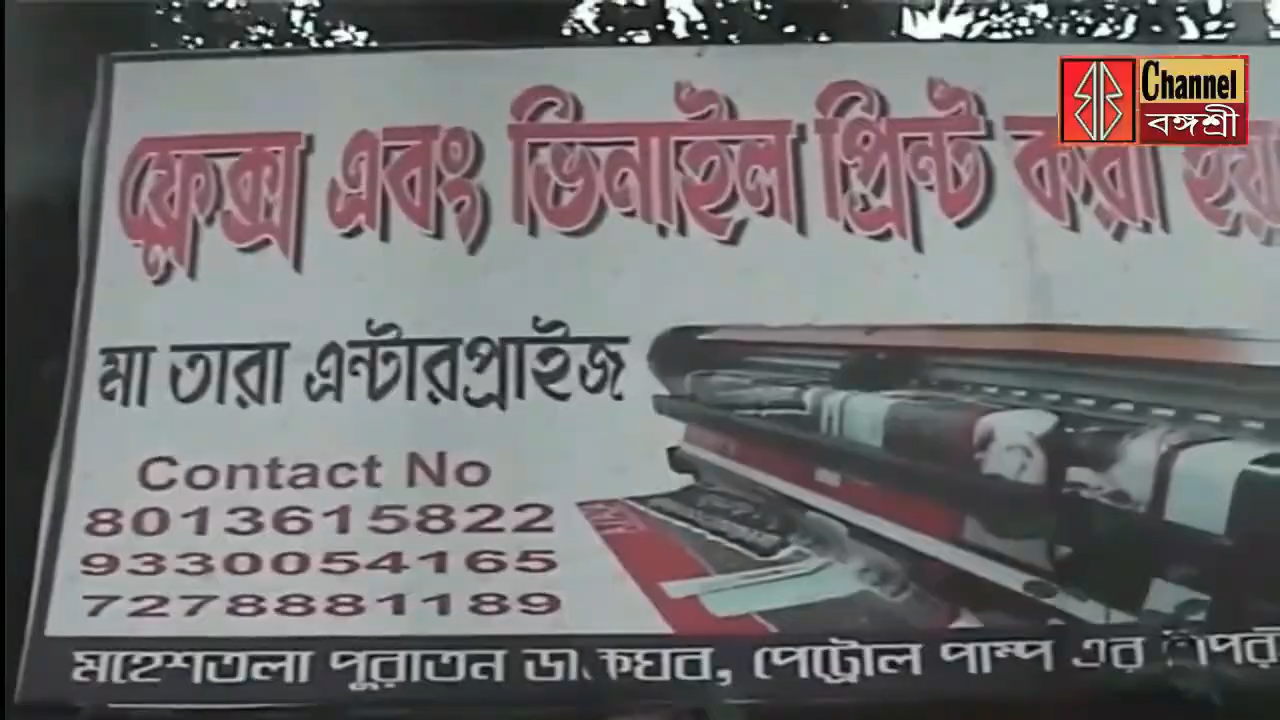 Channel
বঙ্গশ্রী
ফ্লেক্স এবং ভিনাইল প্রিন্ট করা হয়
মা তারা এন্টারপ্রাইজ
Contact No
8013615822
9330054165
7278881189
মহেশতলা পুরাতন ডাকঘর, পেট্রোল পাম্প এর